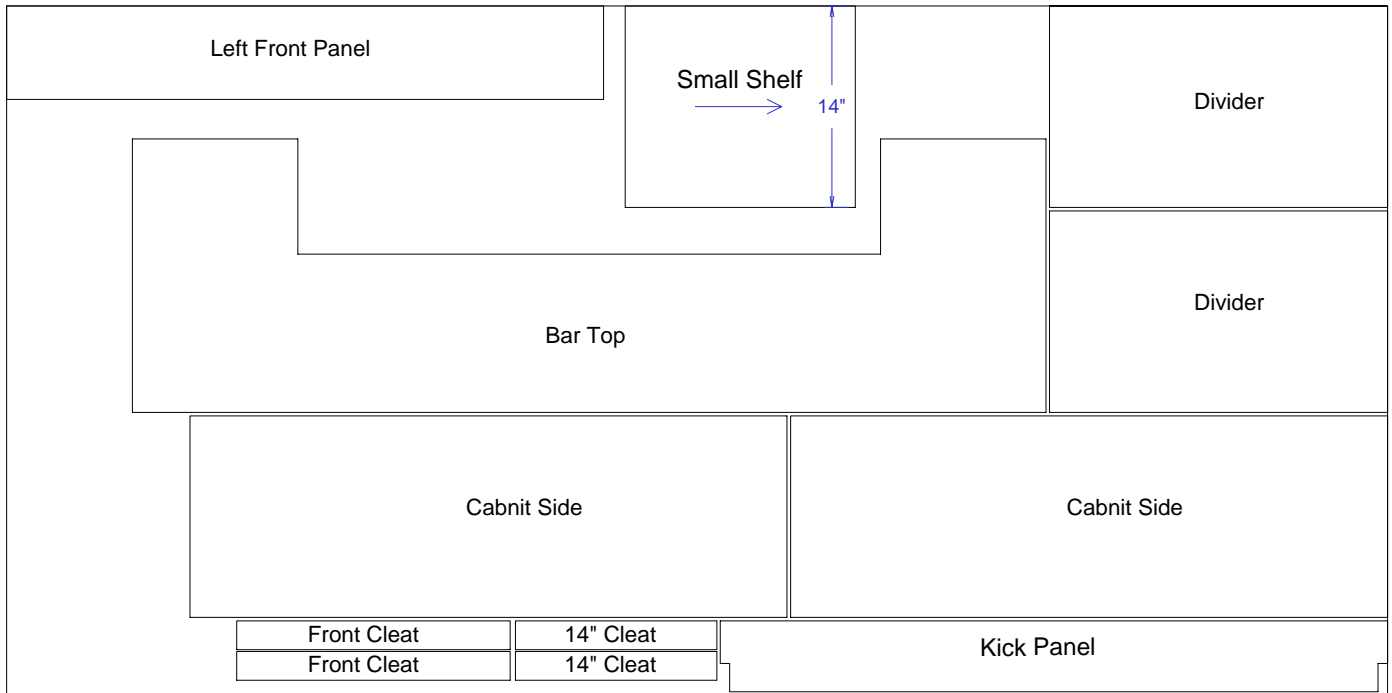 Left Front Panel
Small Shelf
14"
Divider
Divider
Bar Top
Cabnit Side
Cabnit Side
Front Cleat
14" Cleat
Kick Panel
Front Cleat
14" Cleat